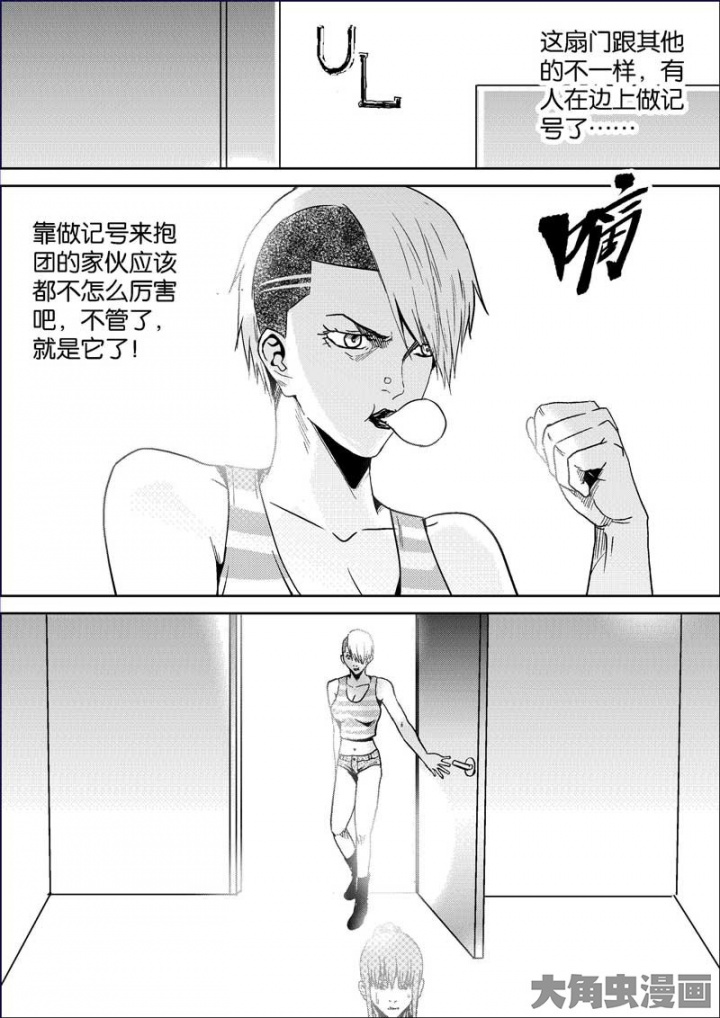 UL
这扇门跟其他
的不一样，有
人在边上做记
号了……
靠做记号来抱
团的家伙应该
都不怎么厉害
吧，不管了，
就是它了！
嘀
大角虫漫画